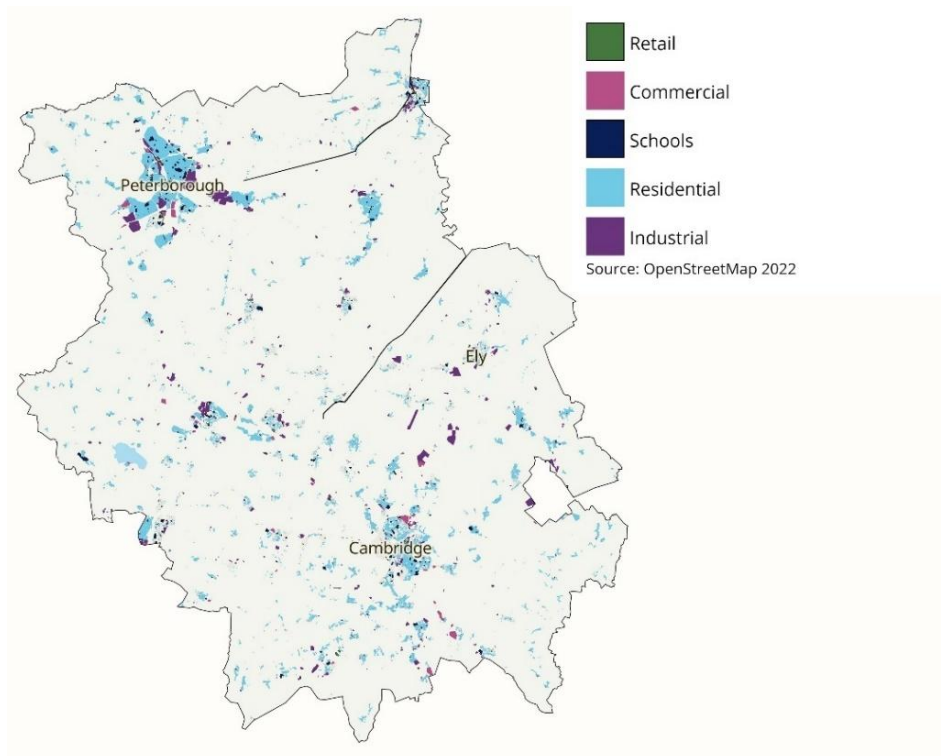 Retail
Commercial
Schools
Residential
Industrial
Source: OpenStreetMap 2022
Peterborough
Ely
Cambridge